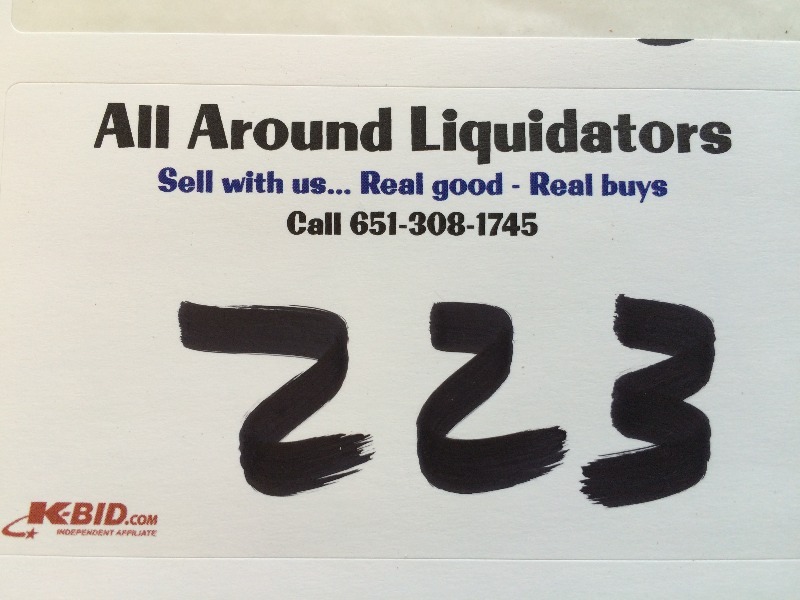 All Around Liquidators
Sell with us... Real good - Real buys
Call 651-308-1745
223
K-BID.COM
INDEPENDENT AFFILIATE